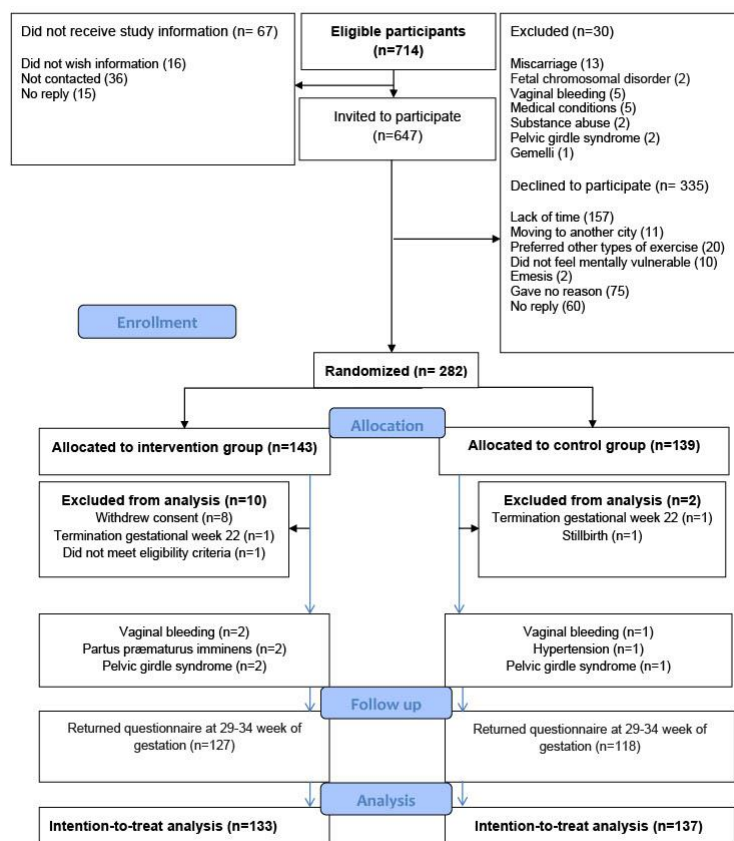 Did not receive study information (n= 67)
Did not wish information (16)
Not contacted (36)
No reply (15)
Eligible participants
(n=714)
Invited to participate
(n=647)
Excluded (n=30)
Miscarriage (13)
Fetal chromosomal disorder (2)
Vaginal bleeding (5)
Medical conditions (5)
Substance abuse (2)
Pelvic girdle syndrome (2)
Gemelli (1)
Declined to participate (n= 335)
Lack of time (157)
Moving to another city (11)
Preferred other types of exercise (20)
Did not feel mentally vulnerable (10)
Emesis (2)
Gave no reason (75)
No reply (60)
Enrollment
Randomized (n= 282)
Allocation
Allocated to intervention group (n=143)
Allocated to control group (n=139)
Excluded from analysis (n=10)
Withdrew consent (n=8)
Termination gestational week 22 (n=1)
Did not meet eligibility criteria (n=1)
Excluded from analysis (n=2)
Termination gestational week 22 (n=1)
Stillbirth (n=1)
Vaginal bleeding (n=2)
Partus præmaturus imminens (n=2)
Pelvic girdle syndrome (n=2)
Vaginal bleeding (n=1)
Hypertension (n=1)
Pelvic girdle syndrome (n=1)
Follow up
Returned questionnaire at 29-34 week of
gestation (n=127)
Returned questionnaire at 29-34 week of
gestation (n=118)
Analysis
Intention-to-treat analysis (n=133)
Intention-to-treat analysis (n=137)